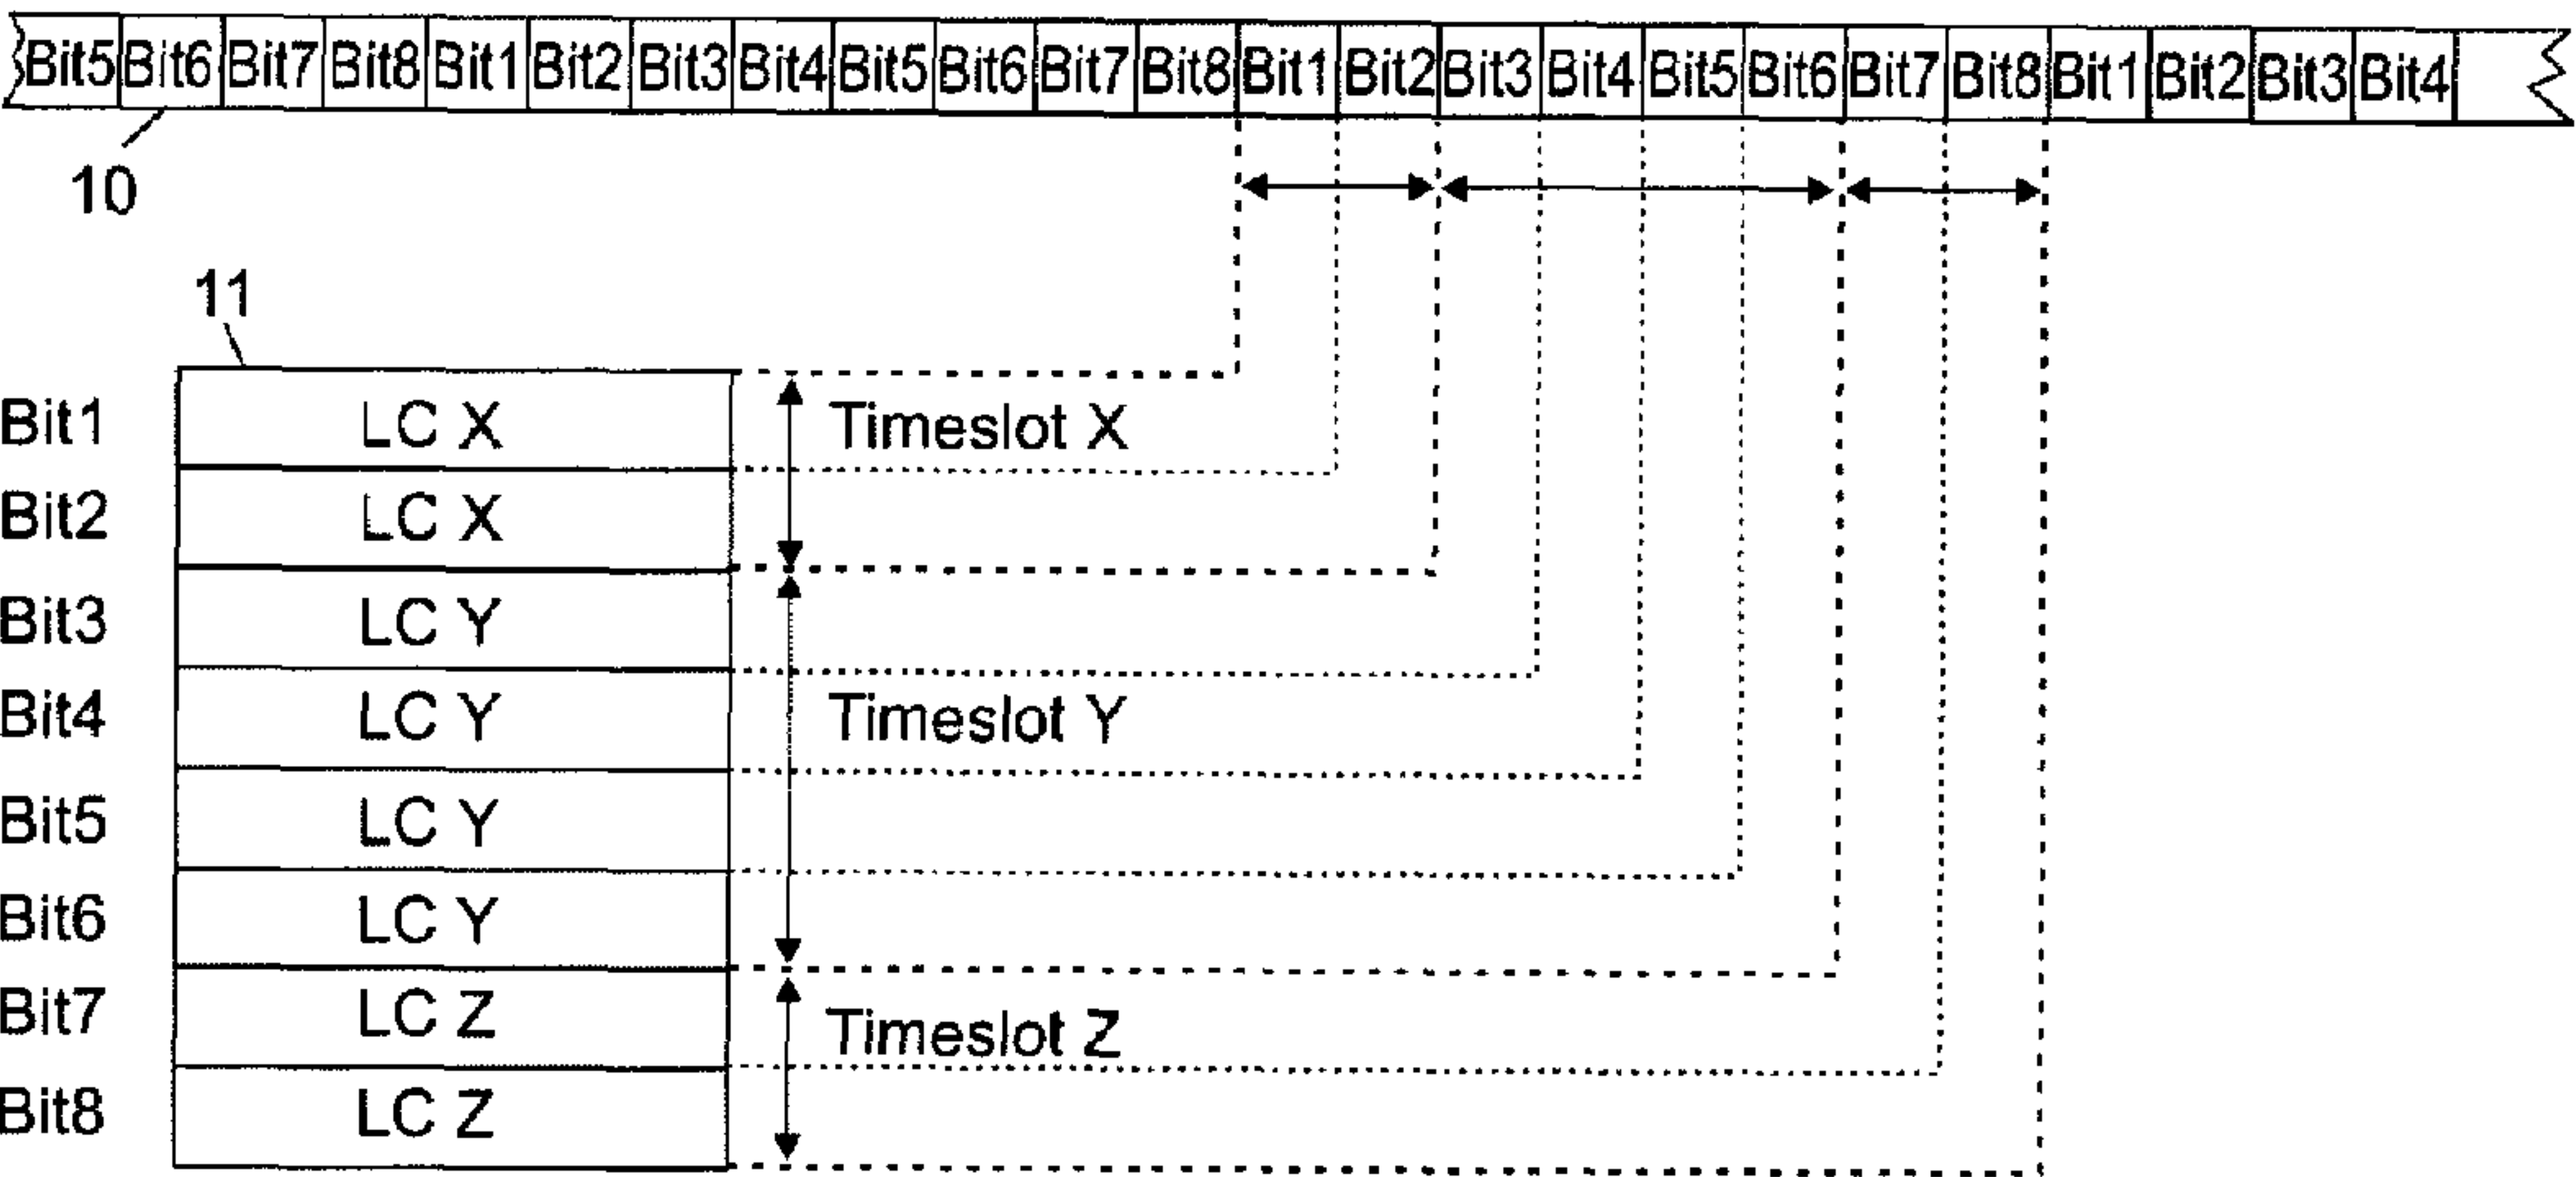 Bit5 Bit6 Bit7 Bit8 Bit1 Bit2 Bit3 Bit4 Bit5 Bit6 Bit7 Bit8 Bit1 Bit2 Bit3 Bit4 Bit5 Bit6 Bit7 Bit8 Bit1 Bit2 Bit3 Bit4
10
11
Bit1 LC X Timeslot X
Bit2 LC X
Bit3 LC Y
Bit4 LC Y Timeslot Y
Bit5 LC Y
Bit6 LC Y
Bit7 LC Z Timeslot Z
Bit8 LC Z